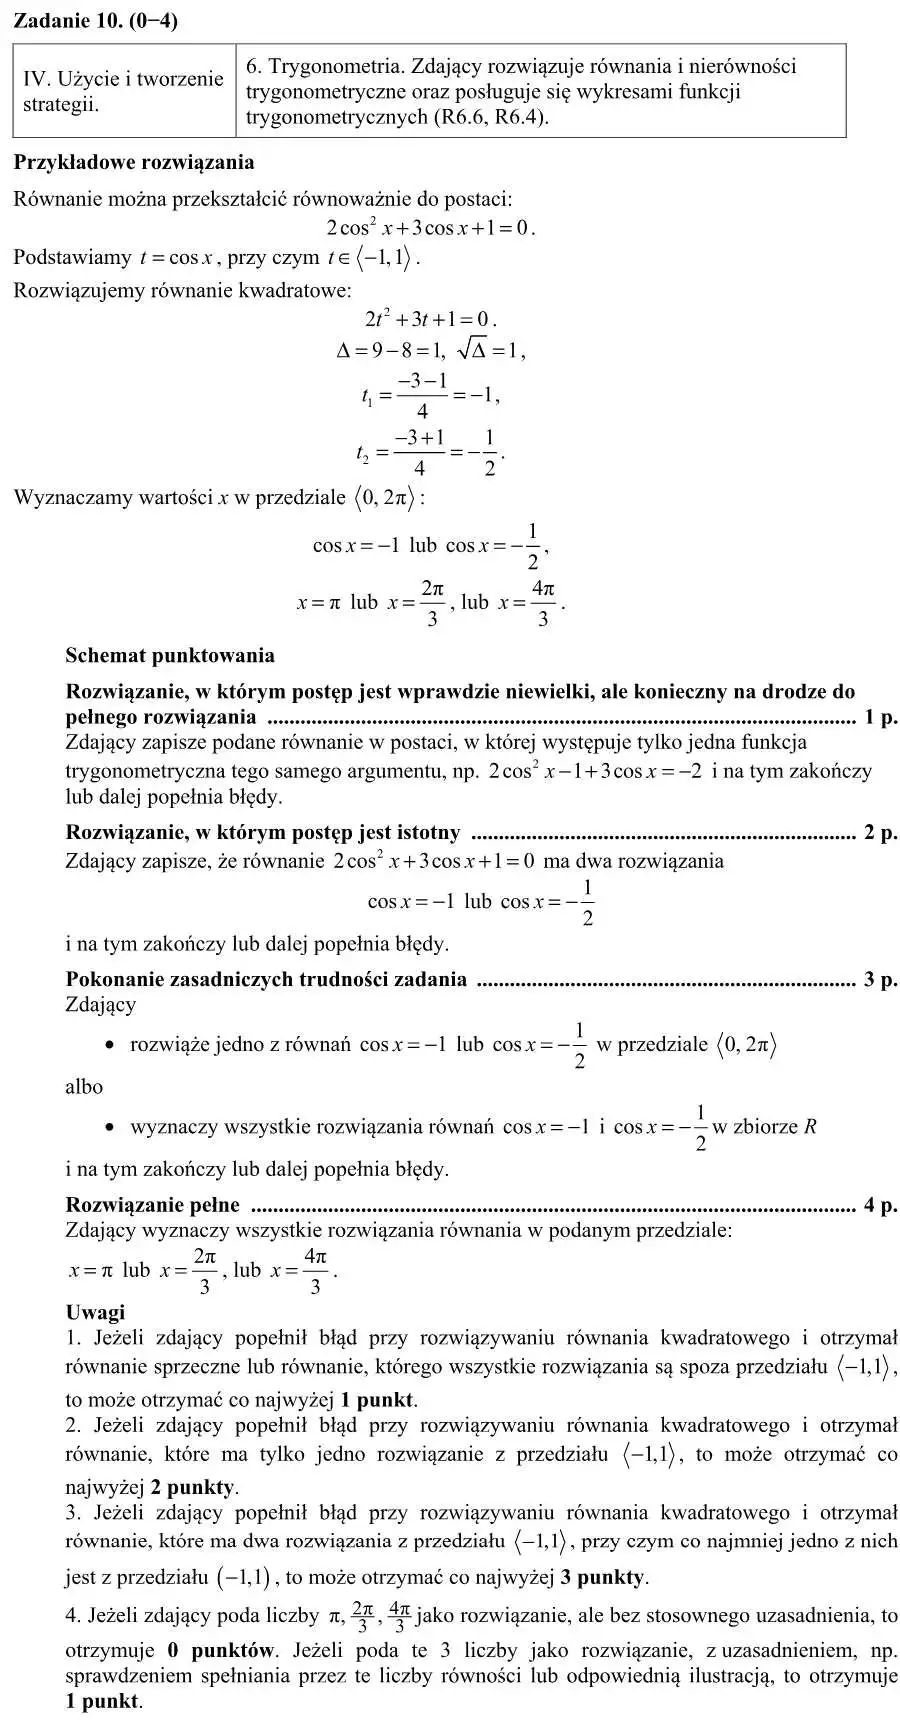 Zadanie 10. (0−4)
IV. Użycie i tworzenie
strategii.
6. Trygonometria. Zdający rozwiązuje równania i nierówności
trygonometryczne oraz posługuje się wykresami funkcji
trygonometrycznych (R6.6, R6.4).
Przykładowe rozwiązania
Równanie można przekształcić równoważnie do postaci:
2cos² x+3cos x+1=0.
Podstawiamy t = cos x, przy czym t∈⟨−1,1⟩.
Rozwiązujemy równanie kwadratowe:
2t² +3t+1=0.
Δ=9−8=1, √Δ=1,
t₁ = (−3−1)/4 = −1,
t₂ = (−3+1)/4 = −1/2.
Wyznaczamy wartości x w przedziale ⟨0, 2π⟩:
cos x = −1 lub cos x = −1/2,
x = π lub x = 2π/3, lub x = 4π/3.
Schemat punktowania
Rozwiązanie, w którym postęp jest wprawdzie niewielki, ale konieczny na drodze do
pełnego rozwiązania .......... 1 p.
Zdający zapisze podane równanie w postaci, w której występuje tylko jedna funkcja
trygonometryczna tego samego argumentu, np. 2cos² x−1+3cos x=−2 i na tym zakończy
lub dalej popełnia błędy.
Rozwiązanie, w którym postęp jest istotny .......... 2 p.
Zdający zapisze, że równanie 2cos² x+3cos x+1=0 ma dwa rozwiązania
cos x = −1 lub cos x = −1/2
i na tym zakończy lub dalej popełnia błędy.
Pokonanie zasadniczych trudności zadania .......... 3 p.
Zdający
• rozwiąże jedno z równań cos x = −1 lub cos x = −1/2 w przedziale ⟨0, 2π⟩
albo
• wyznaczy wszystkie rozwiązania równań cos x = −1 i cos x = −1/2 w zbiorze R
i na tym zakończy lub dalej popełnia błędy.
Rozwiązanie pełne .......... 4 p.
Zdający wyznaczy wszystkie rozwiązania równania w podanym przedziale:
x = π lub x = 2π/3, lub x = 4π/3.
Uwagi
1. Jeżeli zdający popełnił błąd przy rozwiązywaniu równania kwadratowego i otrzymał
równanie sprzeczne lub równanie, którego wszystkie rozwiązania są spoza przedziału ⟨−1,1⟩,
to może otrzymać co najwyżej 1 punkt.
2. Jeżeli zdający popełnił błąd przy rozwiązywaniu równania kwadratowego i otrzymał
równanie, które ma tylko jedno rozwiązanie z przedziału ⟨−1,1⟩, to może otrzymać co
najwyżej 2 punkty.
3. Jeżeli zdający popełnił błąd przy rozwiązywaniu równania kwadratowego i otrzymał
równanie, które ma dwa rozwiązania z przedziału ⟨−1,1⟩, przy czym co najmniej jedno z nich
jest z przedziału (−1,1), to może otrzymać co najwyżej 3 punkty.
4. Jeżeli zdający poda liczby π, 2π/3, 4π/3 jako rozwiązanie, ale bez stosownego uzasadnienia, to
otrzymuje 0 punktów. Jeżeli poda te 3 liczby jako rozwiązanie, z uzasadnieniem, np.
sprawdzeniem spełniania przez te liczby równości lub odpowiednią ilustracją, to otrzymuje
1 punkt.